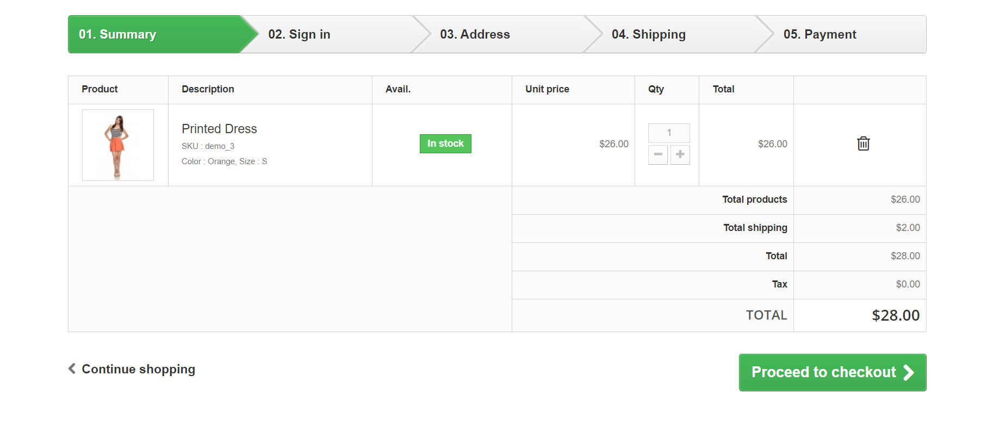 01. Summary
02. Sign in
03. Address
04. Shipping
05. Payment
Product Description Avail. Unit price Qty Total
Printed Dress
SKU : demo_3
Color : Orange, Size : S
In stock
$26.00
1
$26.00
Total products $26.00
Total shipping $2.00
Total $28.00
Tax $0.00
TOTAL $28.00
Continue shopping
Proceed to checkout